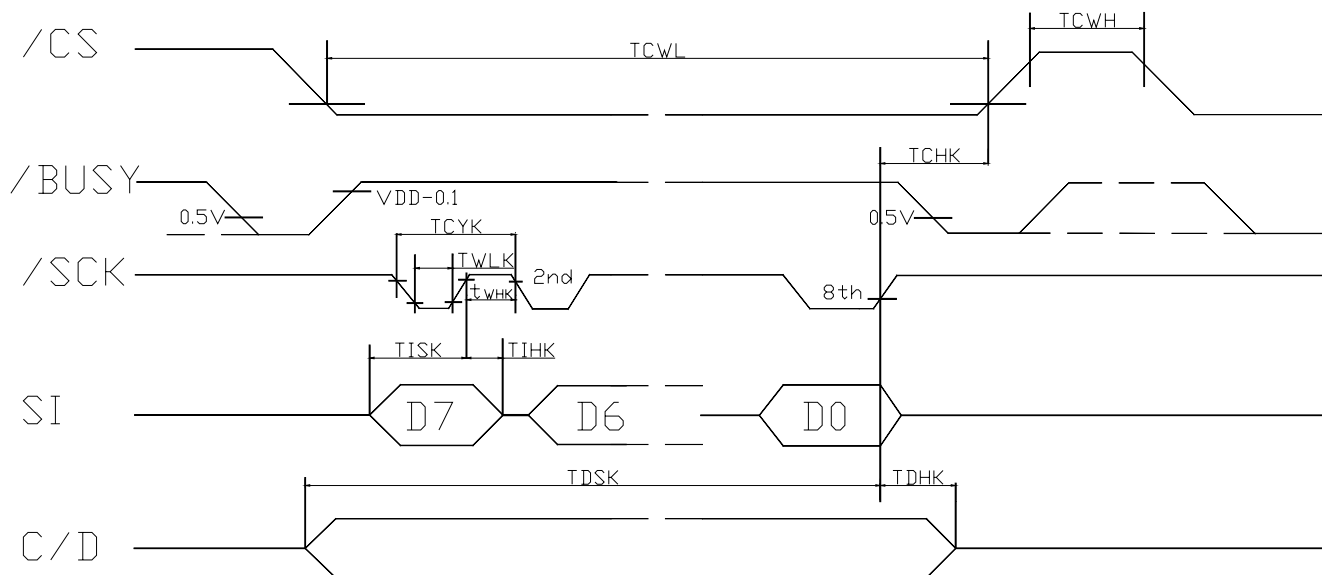 TCWH
/CS
TCWL
TCHK
/BUSY
VDD-0.1
0.5V
0.5V
TCYK
/SCK
TWLK
2nd
tWHK
8th
TISK
TIHK
SI
D7
D6
D0
TDSK
TDHK
C/D